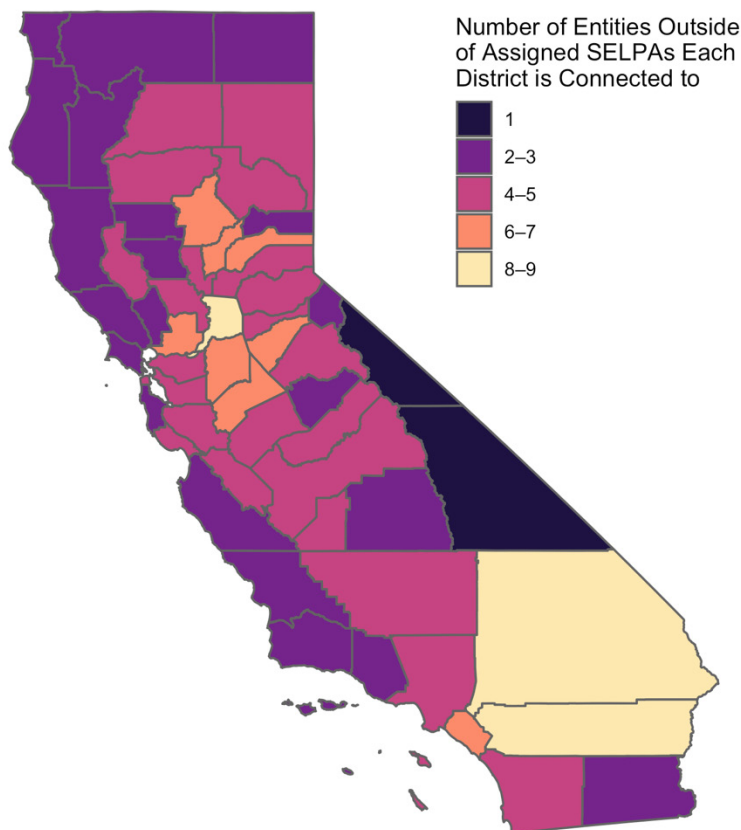 Number of Entities Outside
of Assigned SELPAs Each
District is Connected to
1
2–3
4–5
6–7
8–9